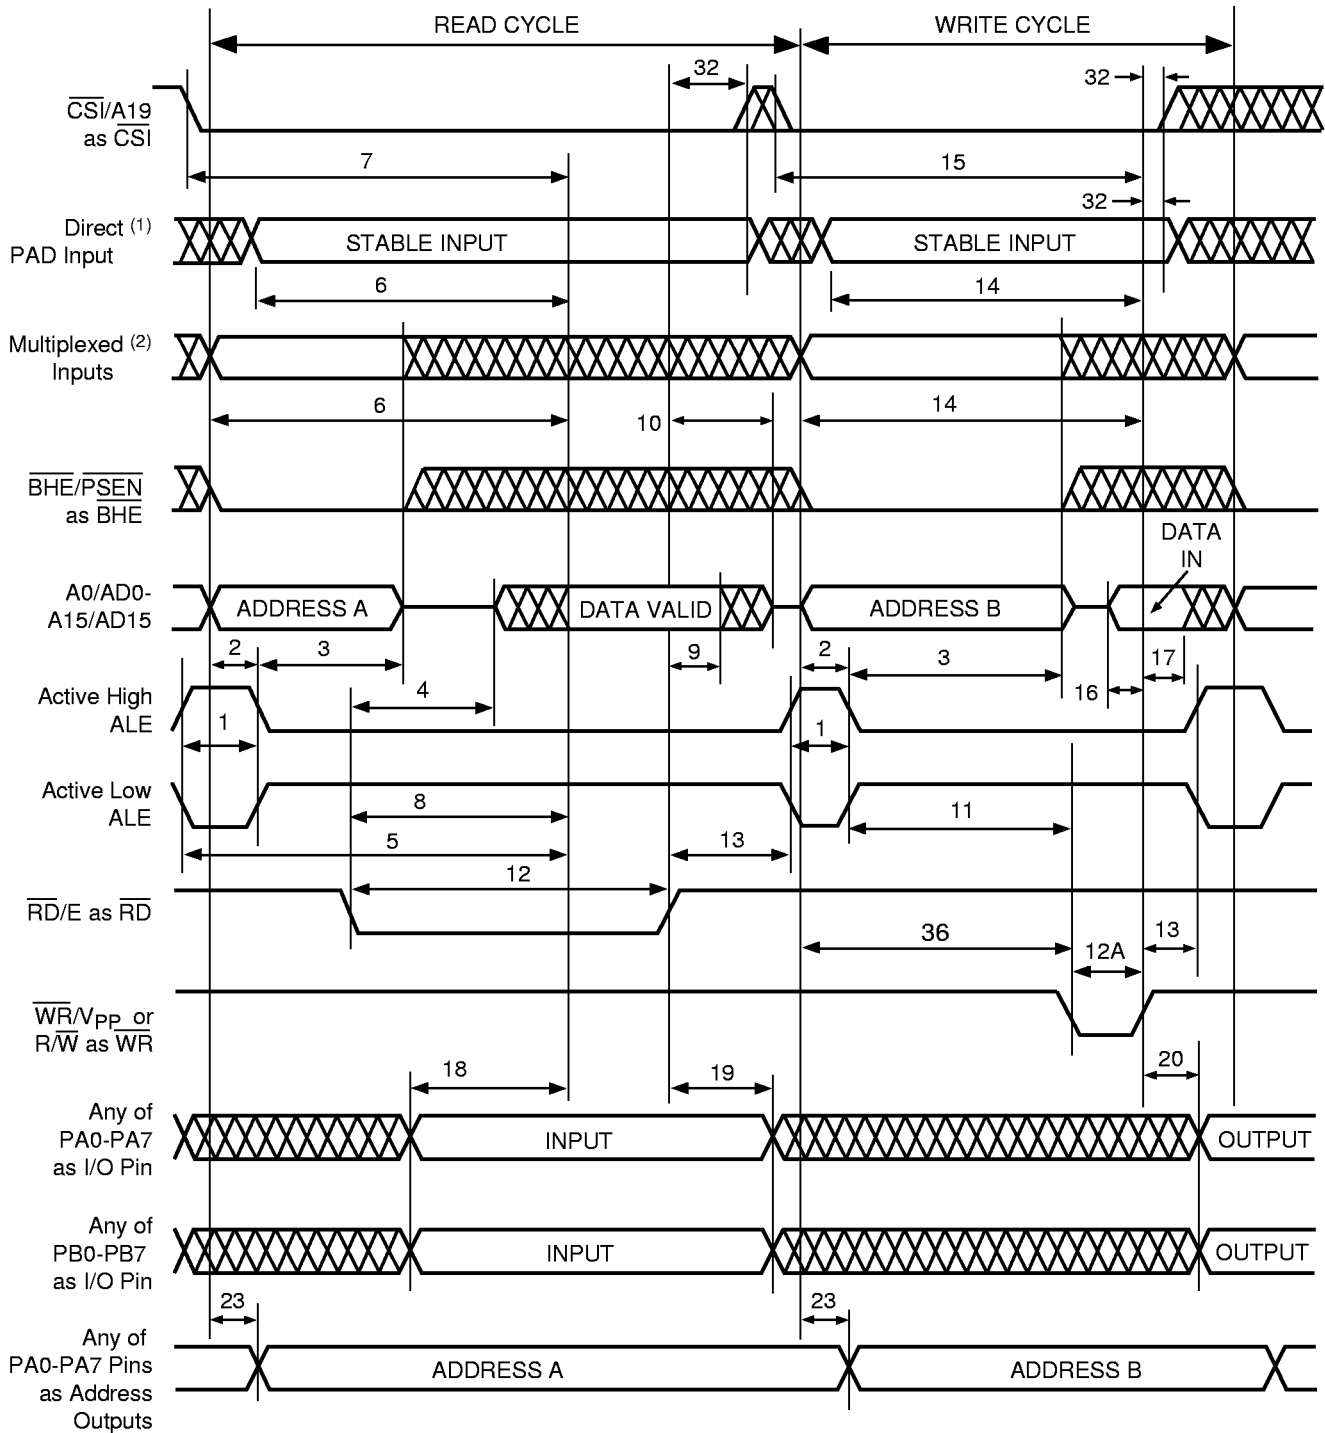 READ CYCLE
WRITE CYCLE
32
32
CSI/A19
as CSI
7
15
32
Direct (1)
PAD Input
STABLE INPUT
STABLE INPUT
6
14
Multiplexed (2)
Inputs
6
10
14
BHE/PSEN
as BHE
DATA
IN
A0/AD0-
A15/AD15
ADDRESS A
DATA VALID
ADDRESS B
2
3
9
2
3
17
4
16
Active High
ALE
1
1
Active Low
ALE
8
11
5
13
12
RD/E as RD
36
12A
13
WR/VPP or
R/W as WR
18
19
20
Any of
PA0-PA7
as I/O Pin
INPUT
OUTPUT
Any of
PB0-PB7
as I/O Pin
INPUT
OUTPUT
23
23
Any of
PA0-PA7 Pins
as Address
Outputs
ADDRESS A
ADDRESS B